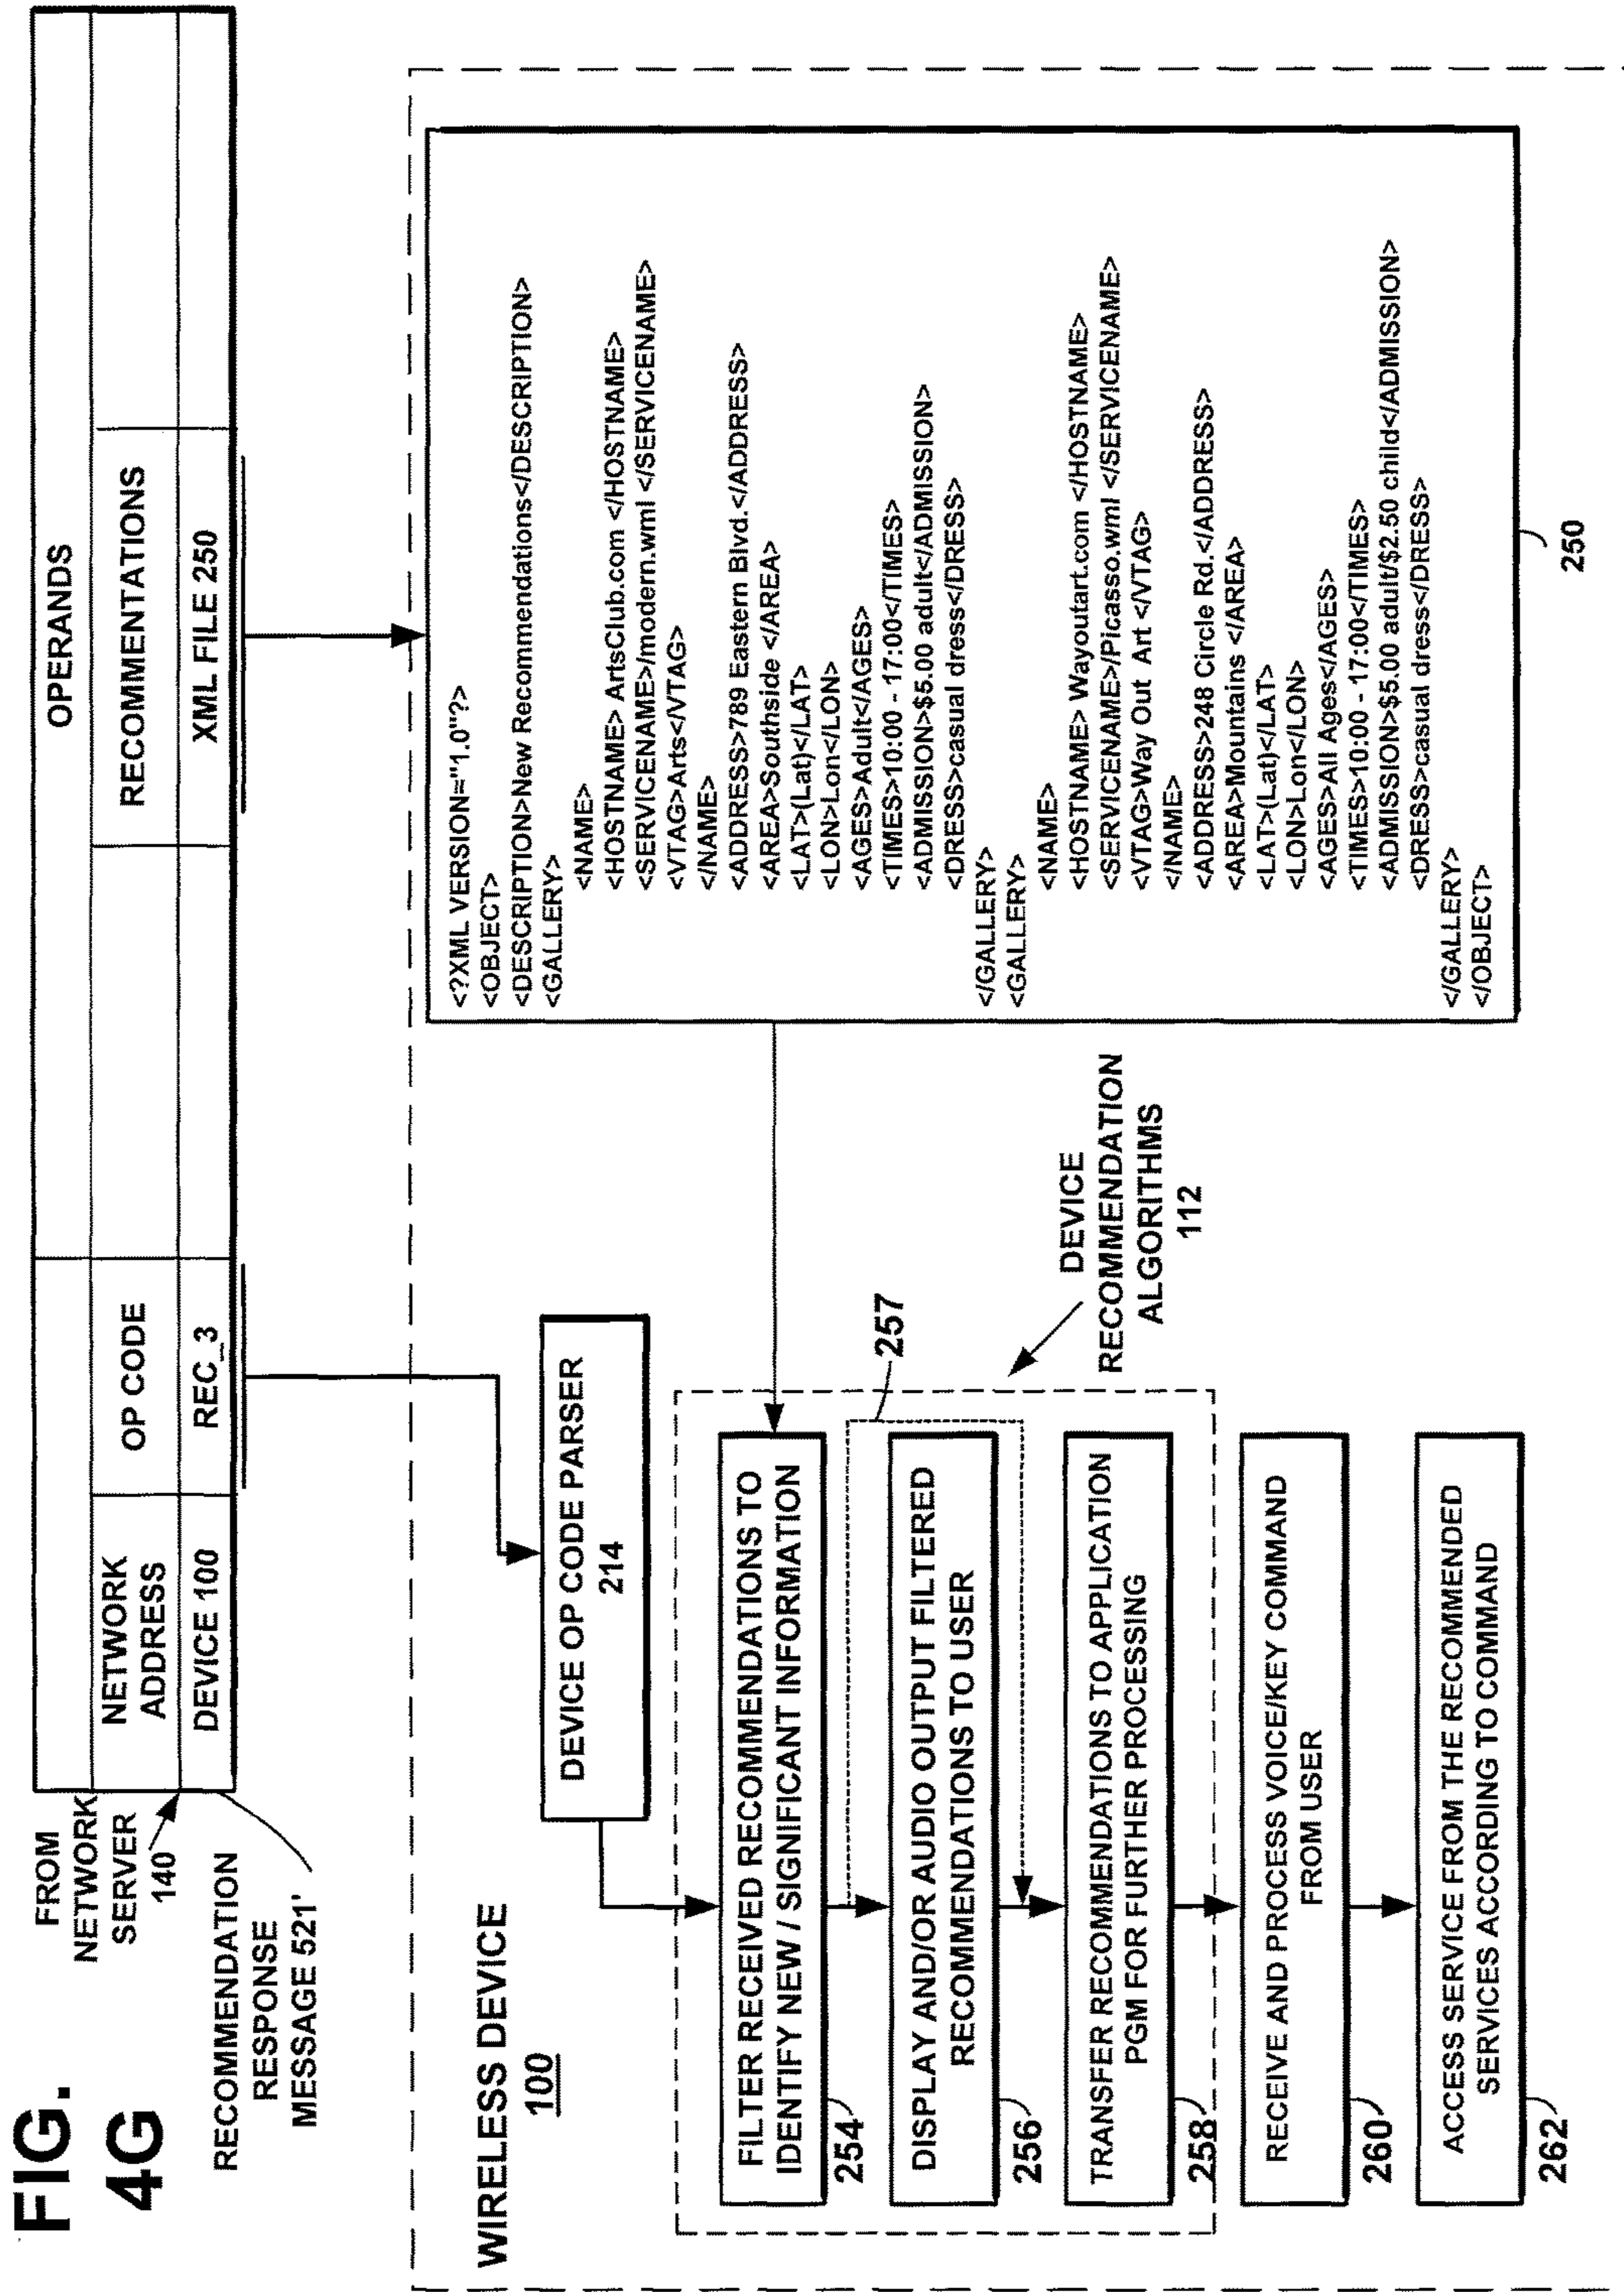 FIG.
4G
FROM
NETWORK
SERVER
140
RECOMMENDATION
RESPONSE
MESSAGE 521'
OPERANDS
NETWORK
ADDRESS
OP CODE
RECOMMENTATIONS
DEVICE 100
REC_3
XML FILE 250
WIRELESS DEVICE
100
DEVICE OP CODE PARSER
214
FILTER RECEIVED RECOMMENDATIONS TO
IDENTIFY NEW / SIGNIFICANT INFORMATION
254
257
DISPLAY AND/OR AUDIO OUTPUT FILTERED
RECOMMENDATIONS TO USER
256
TRANSFER RECOMMENDATIONS TO APPLICATION
PGM FOR FURTHER PROCESSING
258
RECEIVE AND PROCESS VOICE/KEY COMMAND
FROM USER
260
ACCESS SERVICE FROM THE RECOMMENDED
SERVICES ACCORDING TO COMMAND
262
DEVICE
RECOMMENDATION
ALGORITHMS
112
<?XML VERSION="1.0"?>
<OBJECT>
<DESCRIPTION>New Recommendations</DESCRIPTION>
<GALLERY>
<NAME>
<HOSTNAME> ArtsClub.com </HOSTNAME>
<SERVICENAME>/modern.wml </SERVICENAME>
<VTAG>Arts</VTAG>
</NAME>
<ADDRESS>789 Eastern Blvd.</ADDRESS>
<AREA>Southside </AREA>
<LAT>(Lat)</LAT>
<LON>Lon</LON>
<AGES>Adult</AGES>
<TIMES>10:00 - 17:00</TIMES>
<ADMISSION>$5.00 adult</ADMISSION>
<DRESS>casual dress</DRESS>
</GALLERY>
<GALLERY>
<NAME>
<HOSTNAME> Wayoutart.com </HOSTNAME>
<SERVICENAME>/Picasso.wml </SERVICENAME>
<VTAG>Way Out Art </VTAG>
</NAME>
<ADDRESS>248 Circle Rd.</ADDRESS>
<AREA>Mountains </AREA>
<LAT>(Lat)</LAT>
<LON>Lon</LON>
<AGES>All Ages</AGES>
<TIMES>10:00 - 17:00</TIMES>
<ADMISSION>$5.00 adult/$2.50 child</ADMISSION>
<DRESS>casual dress</DRESS>
</GALLERY>
</OBJECT>
250